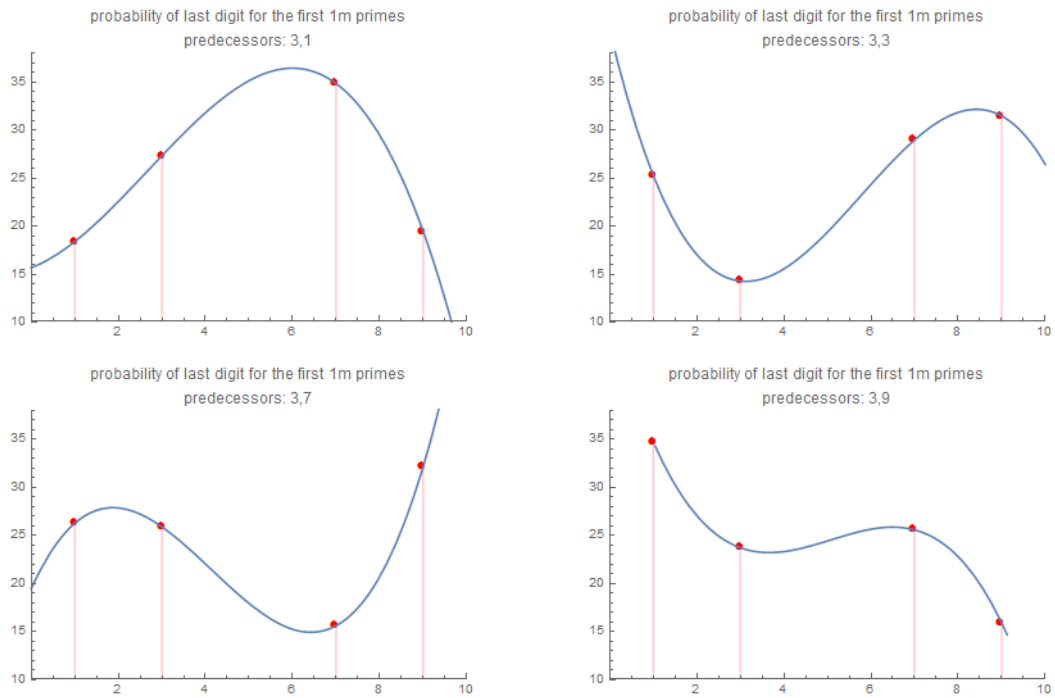 probability of last digit for the first 1m primes
predecessors: 3,1
35
30
25
20
15
10
2 4 6 8 10
probability of last digit for the first 1m primes
predecessors: 3,3
35
30
25
20
15
10
2 4 6 8 10
probability of last digit for the first 1m primes
predecessors: 3,7
35
30
25
20
15
10
2 4 6 8 10
probability of last digit for the first 1m primes
predecessors: 3,9
35
30
25
20
15
10
2 4 6 8 10